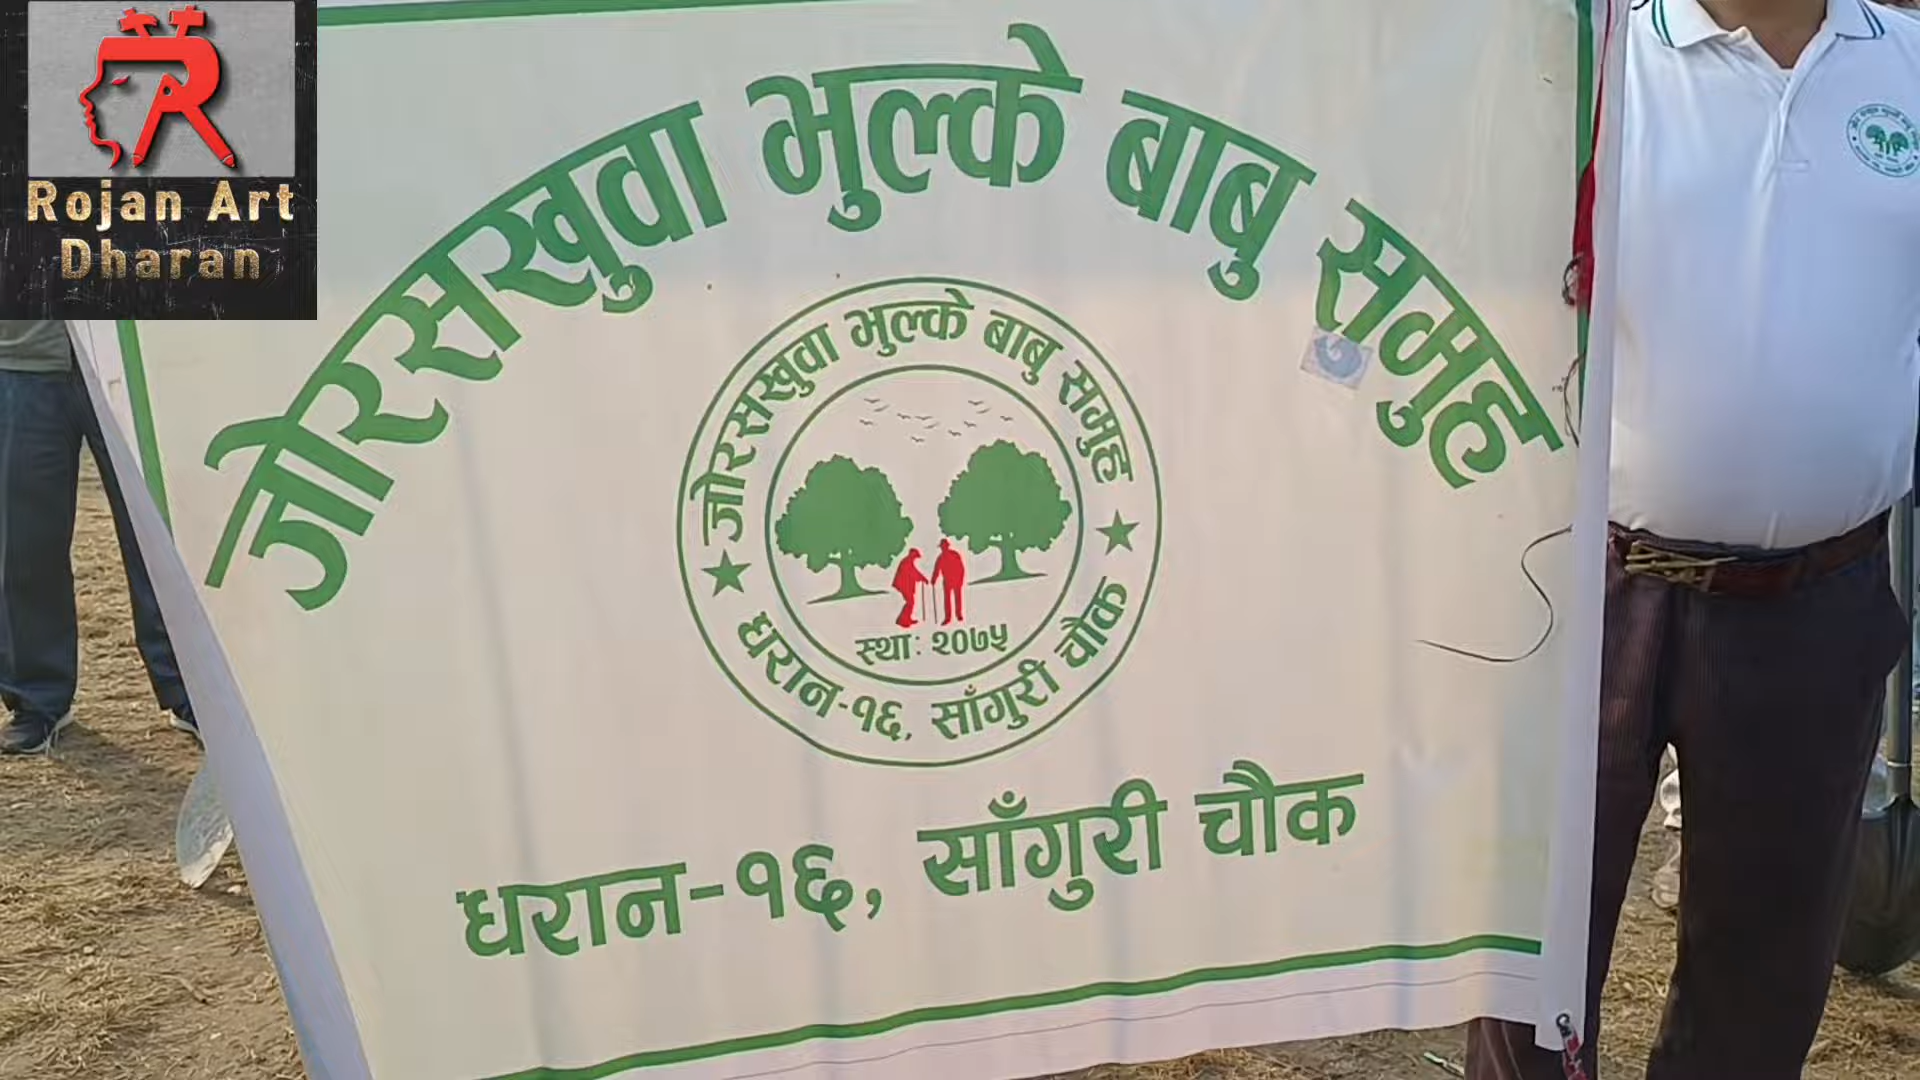 Rojan Art
Dharan
जोरसखुवा भुल्के बाबु समुह
जोरसखुवा भुल्के बाबु समुह
स्था: २०७५
धरान-१६, साँगुरी चौक
धरान-१६, साँगुरी चौक